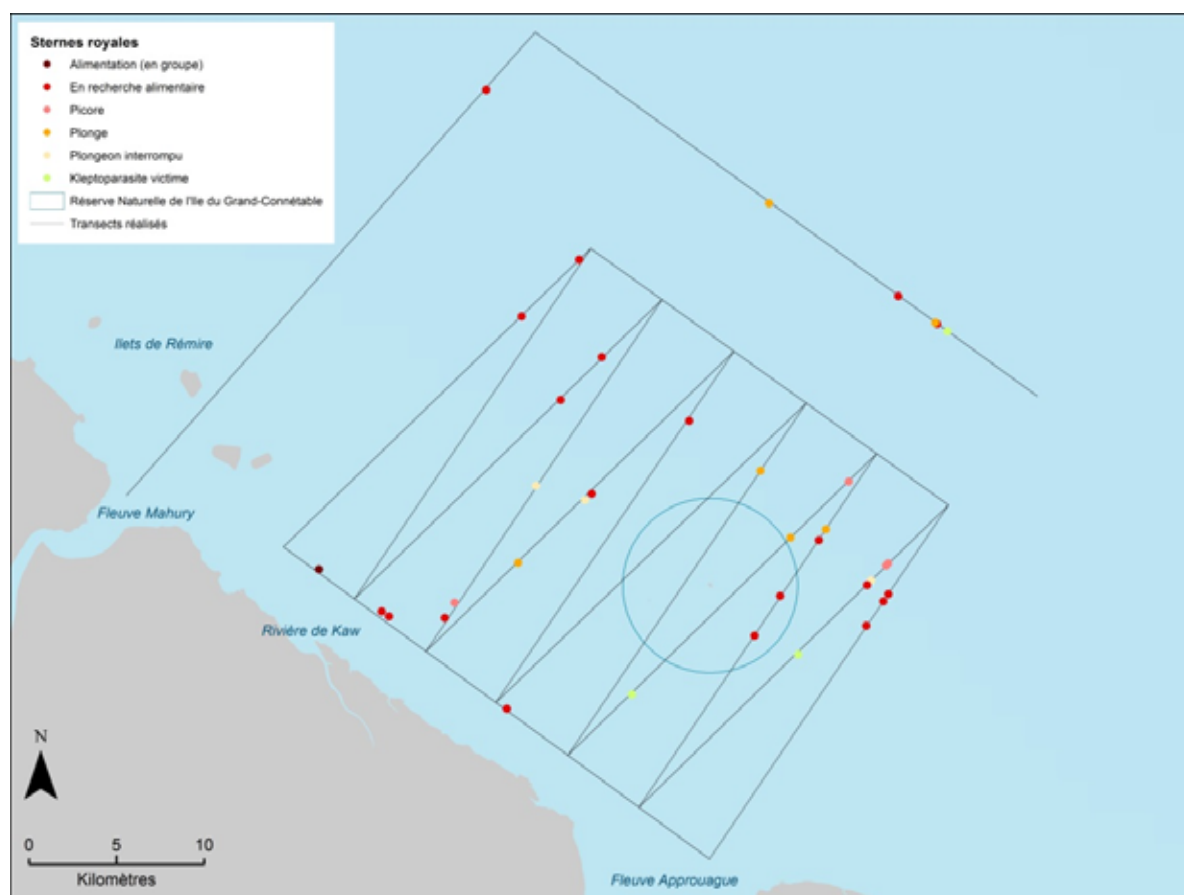 Sternes royales
Alimentation (en groupe)
En recherche alimentaire
Picore
Plonge
Plongeon interrompu
Kleptoparasite victime
Réserve Naturelle de l'Ile du Grand-Connétable
Transects réalisés
Ilets de Rémire
Fleuve Mahury
Rivière de Kaw
Fleuve Approuague
N
0 5 10
Kilomètres